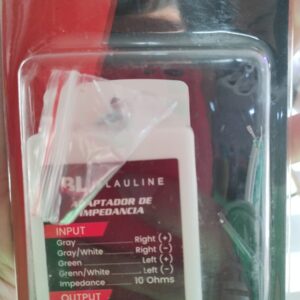 BL LAULINE
ADAPTADOR DE
IMPEDANCIA
INPUT
Gray Right (+)
Gray/White Right (-)
Green Left (+)
Grenn/White Left (-)
Impedance 10 Ohms
OUTPUT